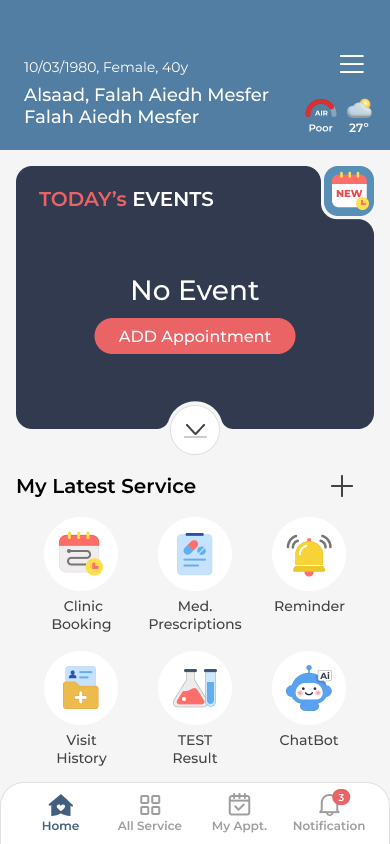 10/03/1980, Female, 40y
Alsaad, Falah Aiedh Mesfer
Falah Aiedh Mesfer
AIR
Poor
27°
TODAY's EVENTS
NEW
No Event
ADD Appointment
My Latest Service
Clinic
Booking
Med.
Prescriptions
Reminder
Visit
History
TEST
Result
Ai
ChatBot
Home
All Service
My Appt.
3
Notification